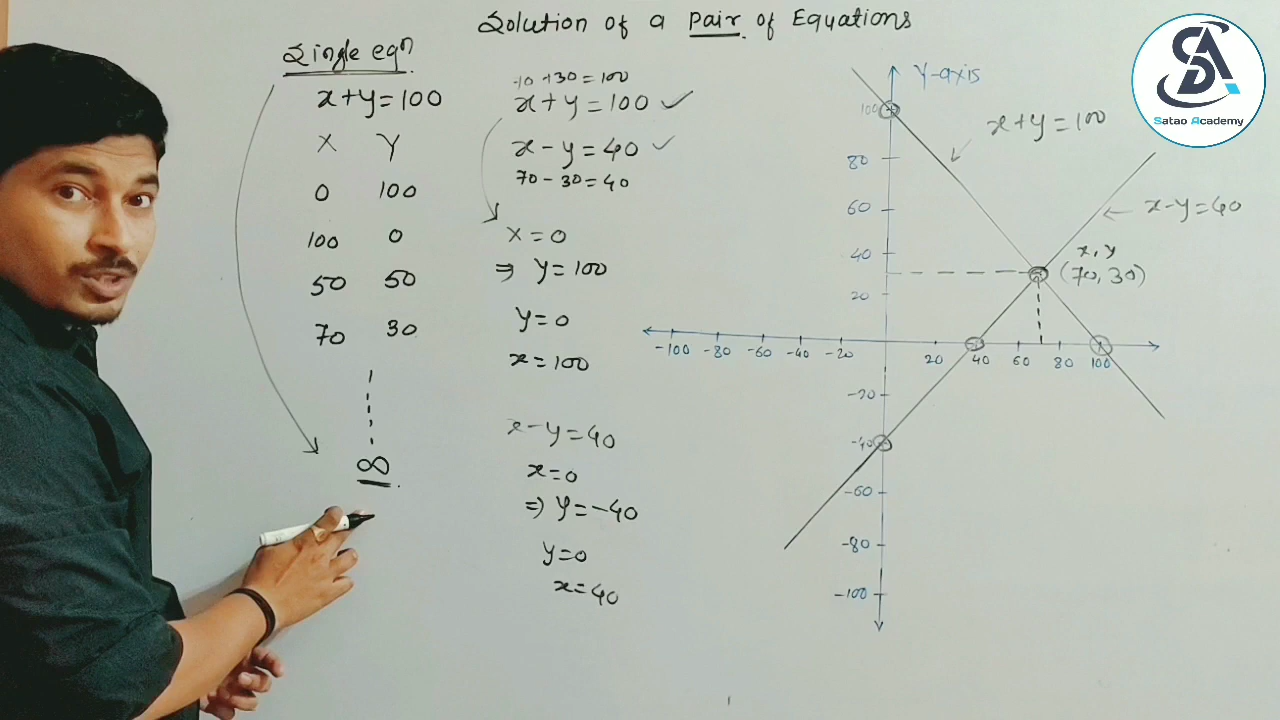 Solution of a Pair of Equations
Single eqn
x+y=100
X Y
0 100
100 0
50 50
70 30
∞
70+30=100
x+y=100 ✓
x-y=40 ✓
70-30=40
x=0
⇒ y=100
y=0
x=100
x-y=40
x=0
⇒ y=-40
y=0
x=40
Y-axis
x+y=100
x-y=40
x,y
(70,30)
100
80
60
40
20
-100 -80 -60 -40 -20 20 40 60 80 100
-20
-40
-60
-80
-100
SA
Satao Academy